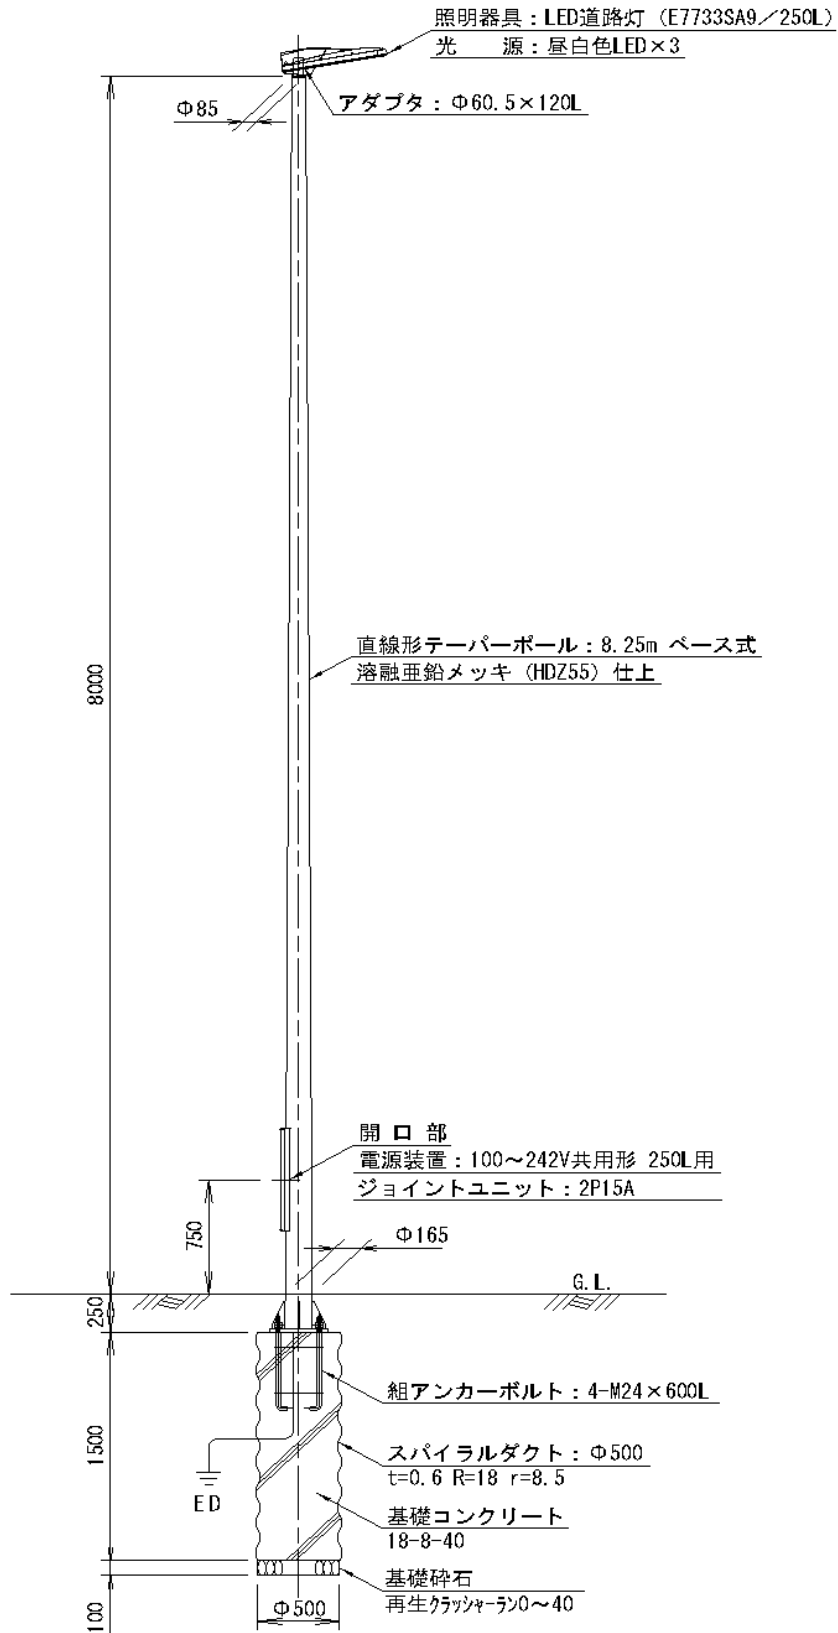 照明器具：LED道路灯（E7733SA9／250L）
光　　源：昼白色LED×3
アダプタ：Φ60.5×120L
Φ85
8000
直線形テーパーポール：8.25m ベース式
溶融亜鉛メッキ（HDZ55）仕上
開 口 部
電源装置：100～242V共用形 250L用
ジョイントユニット：2P15A
750
Φ165
G.L.
250
組アンカーボルト：4-M24×600L
1500
スパイラルダクト：Φ500
t=0.6 R=18 r=8.5
ED
基礎コンクリート
18-8-40
基礎砕石
再生クラッシャーラン0～40
Φ500
100